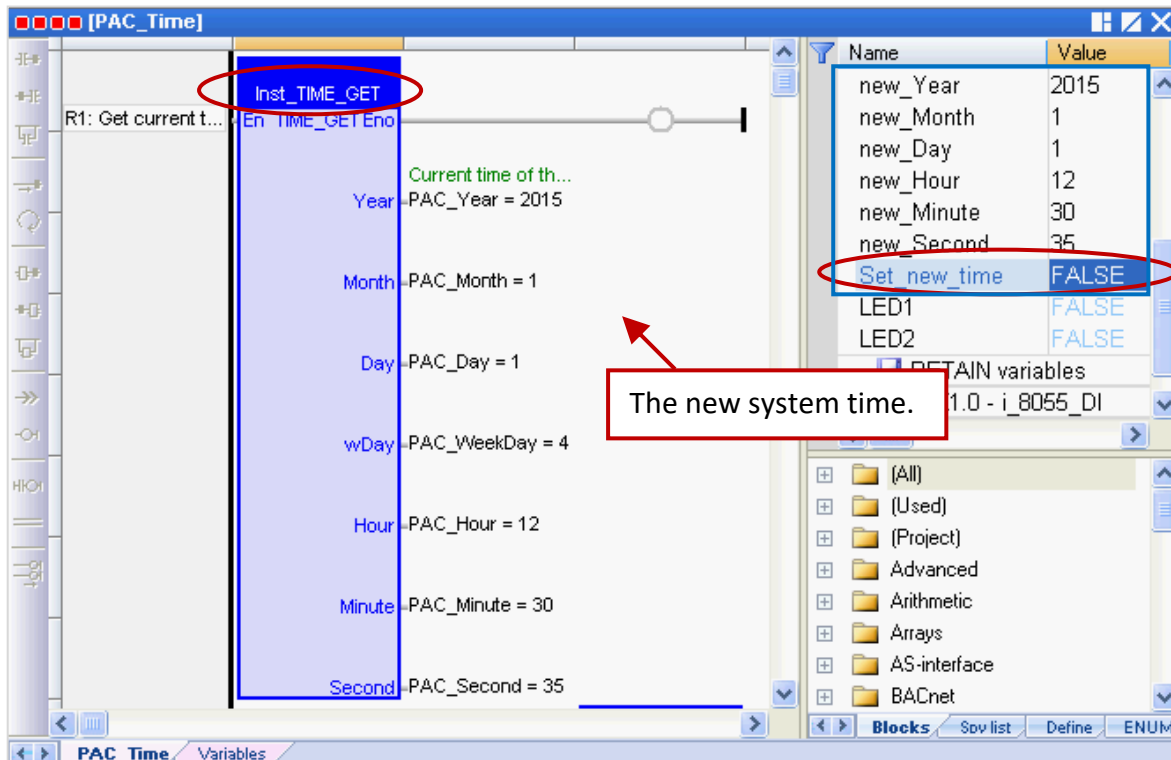 [PAC_Time]
Inst_TIME_GET
R1: Get current t...
En TIME_GET Eno
Current time of th...
Year PAC_Year = 2015
Month PAC_Month = 1
Day PAC_Day = 1
wDay PAC_WeekDay = 4
Hour PAC_Hour = 12
Minute PAC_Minute = 30
Second PAC_Second = 35
The new system time.
Name Value
new_Year 2015
new_Month 1
new_Day 1
new_Hour 12
new_Minute 30
new_Second 35
Set_new_time FALSE
LED1 FALSE
LED2 FALSE
RETAIN variables
1.0 - i_8055_DI
(All)
(Used)
(Project)
Advanced
Arithmetic
Arrays
AS-interface
BACnet
Blocks Spy list Define ENUM
PAC_Time Variables